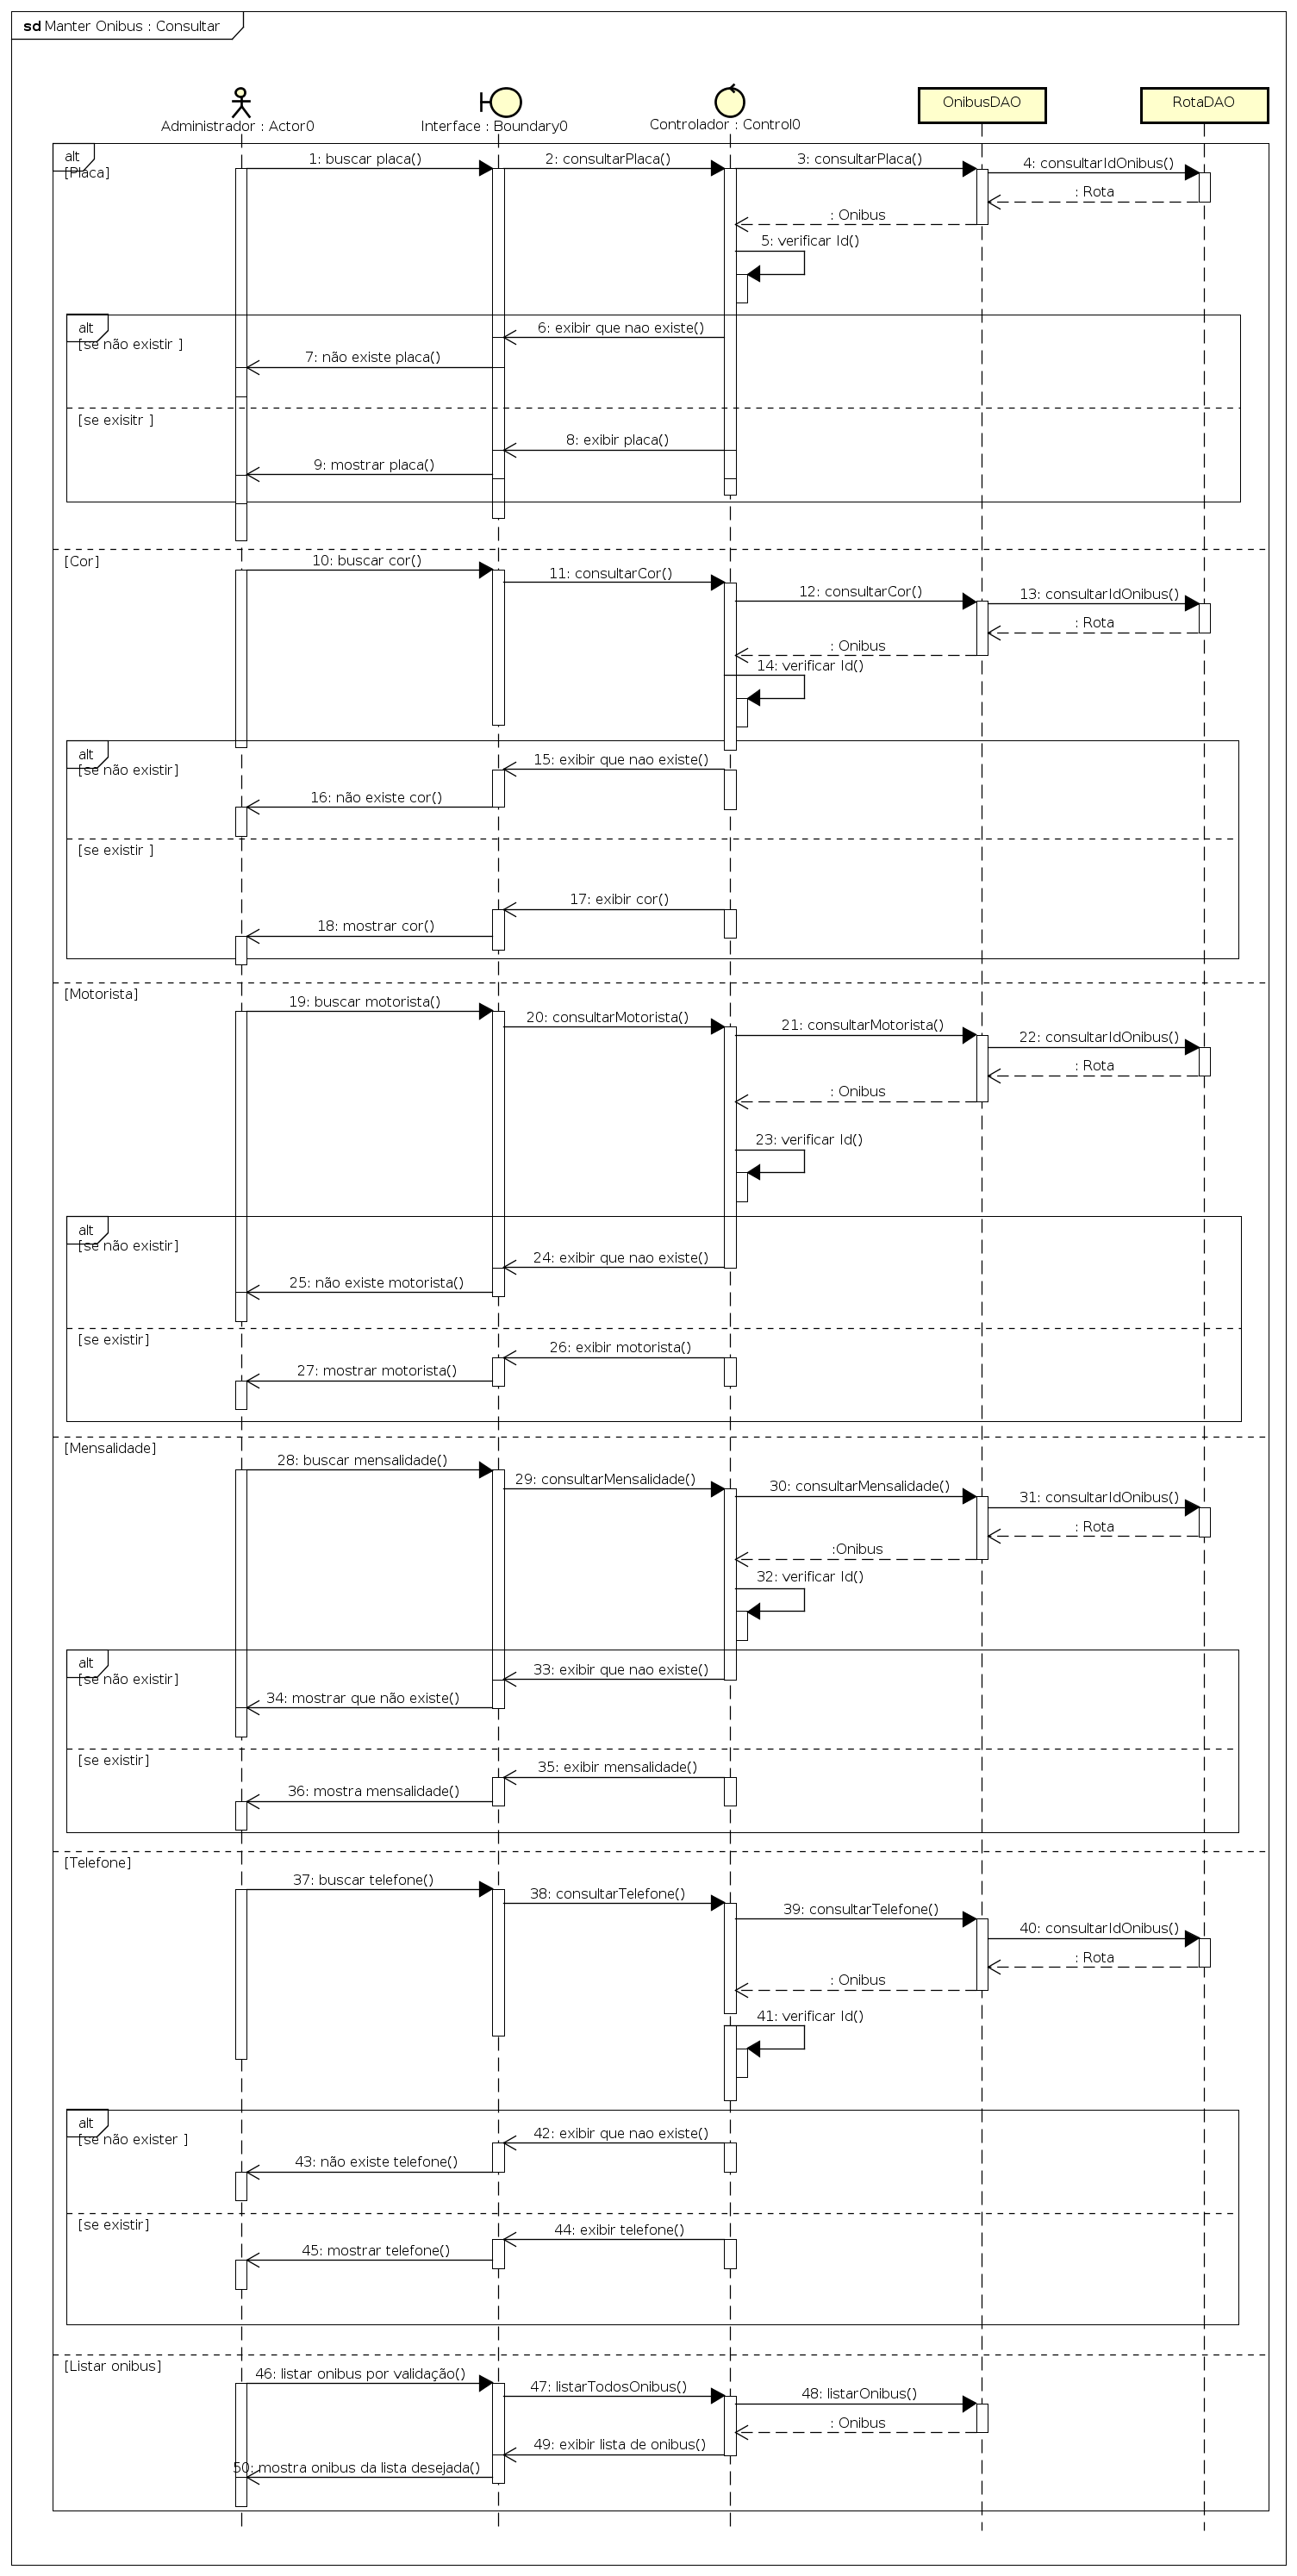 sd Manter Onibus : Consultar
Administrador : Actor0
Interface : Boundary0
Controlador : Control0
OnibusDAO
RotaDAO
alt
[Placa]
1: buscar placa()
2: consultarPlaca()
3: consultarPlaca()
4: consultarIdOnibus()
: Rota
: Onibus
5: verificar Id()
alt
[se não existir ]
6: exibir que nao existe()
7: não existe placa()
[se exisitr ]
8: exibir placa()
9: mostrar placa()
[Cor]
10: buscar cor()
11: consultarCor()
12: consultarCor()
13: consultarIdOnibus()
: Rota
: Onibus
14: verificar Id()
alt
[se não existir]
15: exibir que nao existe()
16: não existe cor()
[se existir ]
17: exibir cor()
18: mostrar cor()
[Motorista]
19: buscar motorista()
20: consultarMotorista()
21: consultarMotorista()
22: consultarIdOnibus()
: Rota
: Onibus
23: verificar Id()
alt
[se não existir]
24: exibir que nao existe()
25: não existe motorista()
[se existir]
26: exibir motorista()
27: mostrar motorista()
[Mensalidade]
28: buscar mensalidade()
29: consultarMensalidade()
30: consultarMensalidade()
31: consultarIdOnibus()
: Rota
:Onibus
32: verificar Id()
alt
[se não existir]
33: exibir que nao existe()
34: mostrar que não existe()
[se existir]
35: exibir mensalidade()
36: mostra mensalidade()
[Telefone]
37: buscar telefone()
38: consultarTelefone()
39: consultarTelefone()
40: consultarIdOnibus()
: Rota
: Onibus
41: verificar Id()
alt
[se não exister ]
42: exibir que nao existe()
43: não existe telefone()
[se existir]
44: exibir telefone()
45: mostrar telefone()
[Listar onibus]
46: listar onibus por validação()
47: listarTodosOnibus()
48: listarOnibus()
: Onibus
49: exibir lista de onibus()
50: mostra onibus da lista desejada()